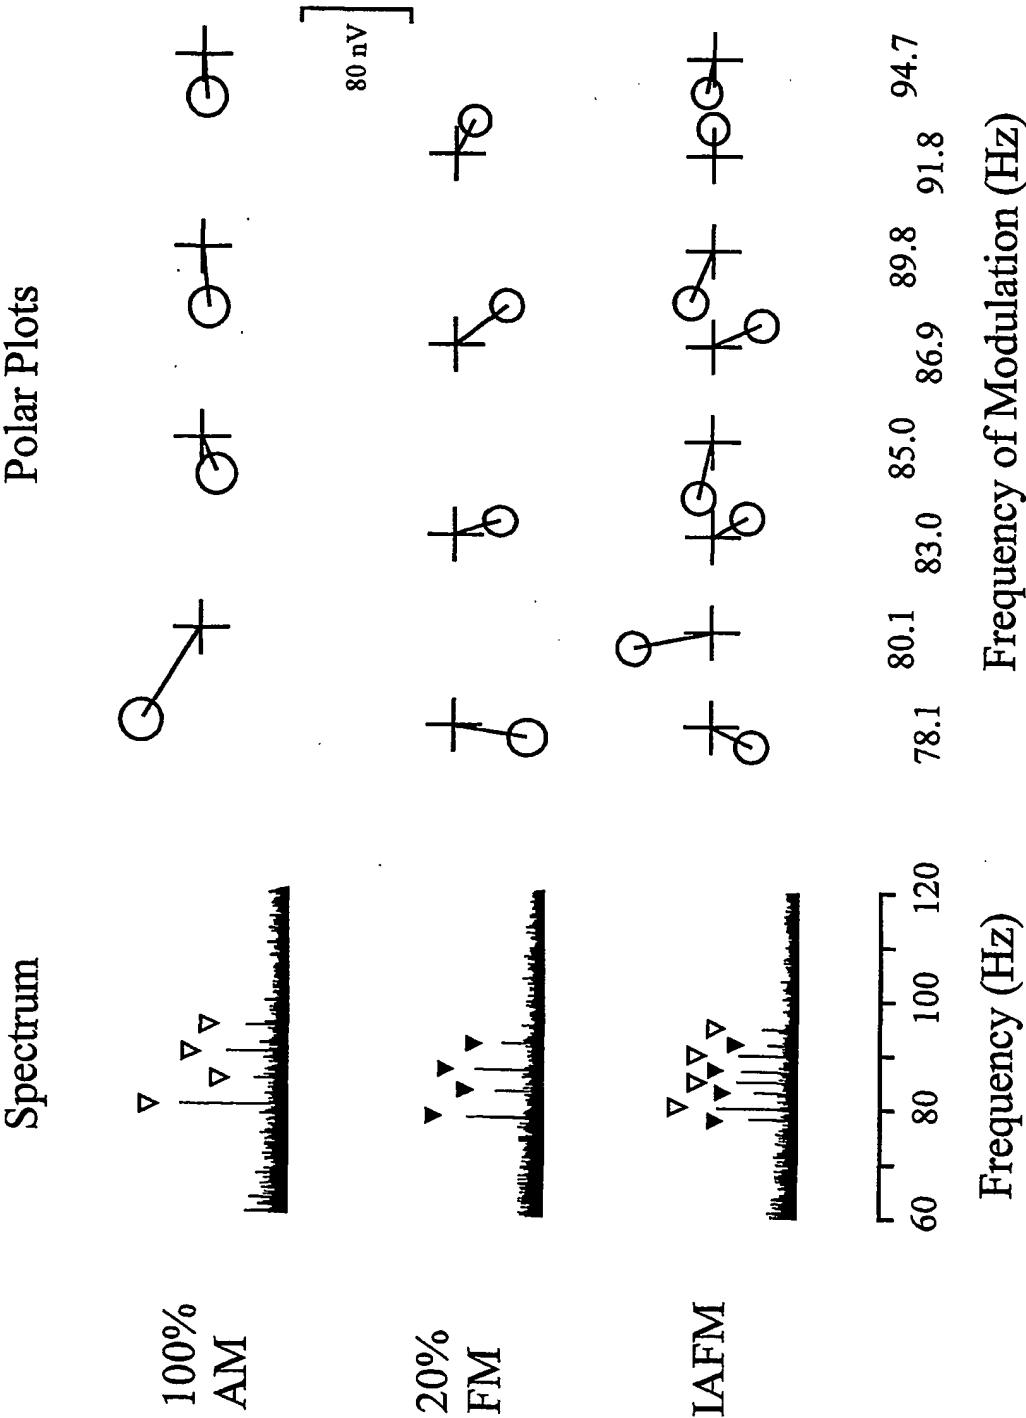 Spectrum
Polar Plots
100%
AM
80 nV
20%
FM
IAFM
60 80 100 120
Frequency (Hz)
78.1 80.1 83.0 85.0 86.9 89.8 91.8 94.7
Frequency of Modulation (Hz)